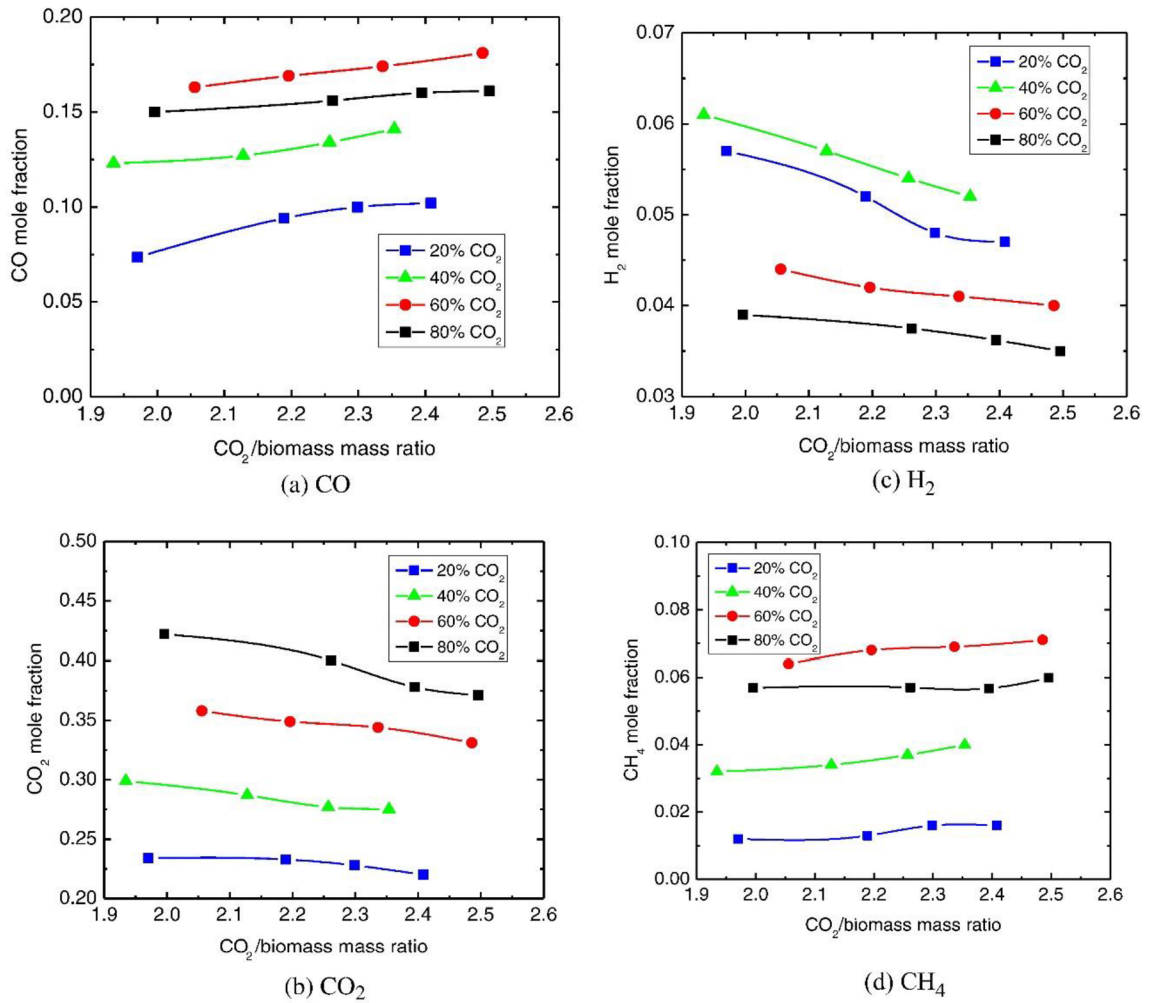 CO mole fraction
0.20
0.15
0.10
0.05
0.00
20% CO₂
40% CO₂
60% CO₂
80% CO₂
1.9 2.0 2.1 2.2 2.3 2.4 2.5 2.6
CO₂/biomass mass ratio
(a) CO
H₂ mole fraction
0.07
0.06
0.05
0.04
0.03
20% CO₂
40% CO₂
60% CO₂
80% CO₂
1.9 2.0 2.1 2.2 2.3 2.4 2.5 2.6
CO₂/biomass mass ratio
(c) H₂
CO₂ mole fraction
0.50
0.45
0.40
0.35
0.30
0.25
0.20
20% CO₂
40% CO₂
60% CO₂
80% CO₂
1.9 2.0 2.1 2.2 2.3 2.4 2.5 2.6
CO₂/biomass mass ratio
(b) CO₂
CH₄ mole fraction
0.10
0.08
0.06
0.04
0.02
0.00
20% CO₂
40% CO₂
60% CO₂
80% CO₂
1.9 2.0 2.1 2.2 2.3 2.4 2.5 2.6
CO₂/biomass mass ratio
(d) CH₄